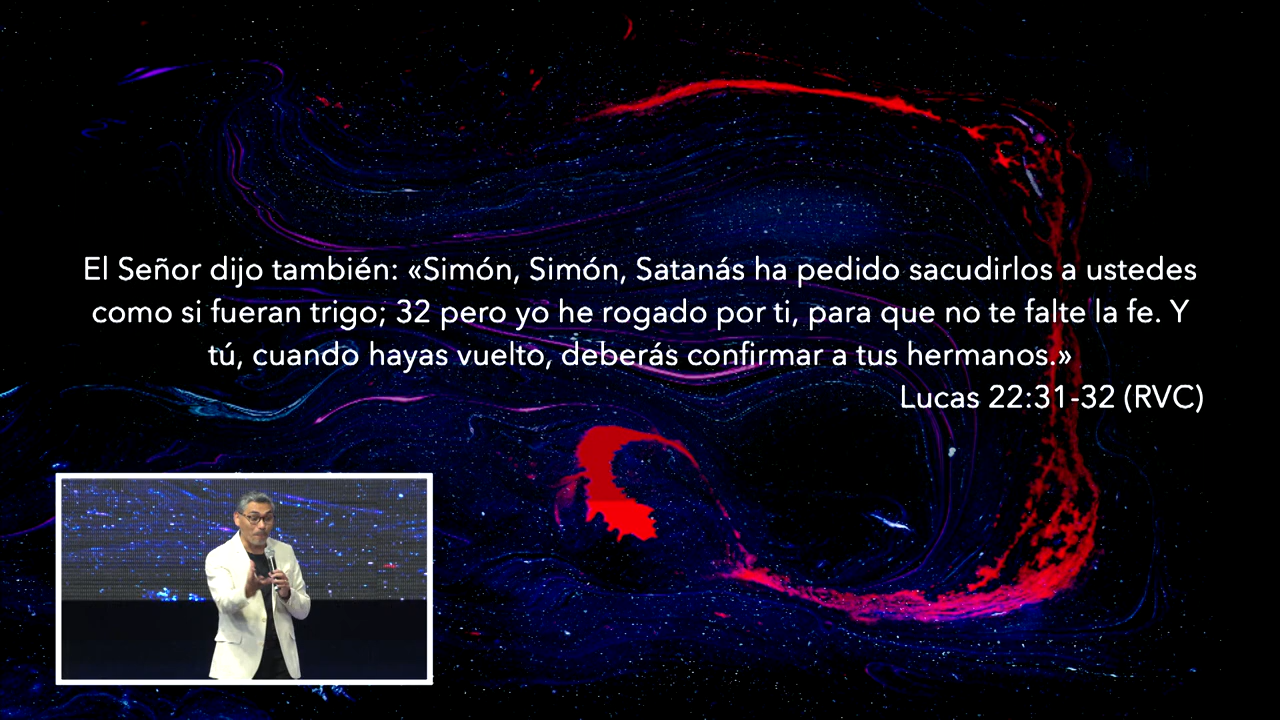 El Señor dijo también: «Simón, Simón, Satanás ha pedido sacudirlos a ustedes
como si fueran trigo; 32 pero yo he rogado por ti, para que no te falte la fe. Y
tú, cuando hayas vuelto, deberás confirmar a tus hermanos.»
Lucas 22:31-32 (RVC)